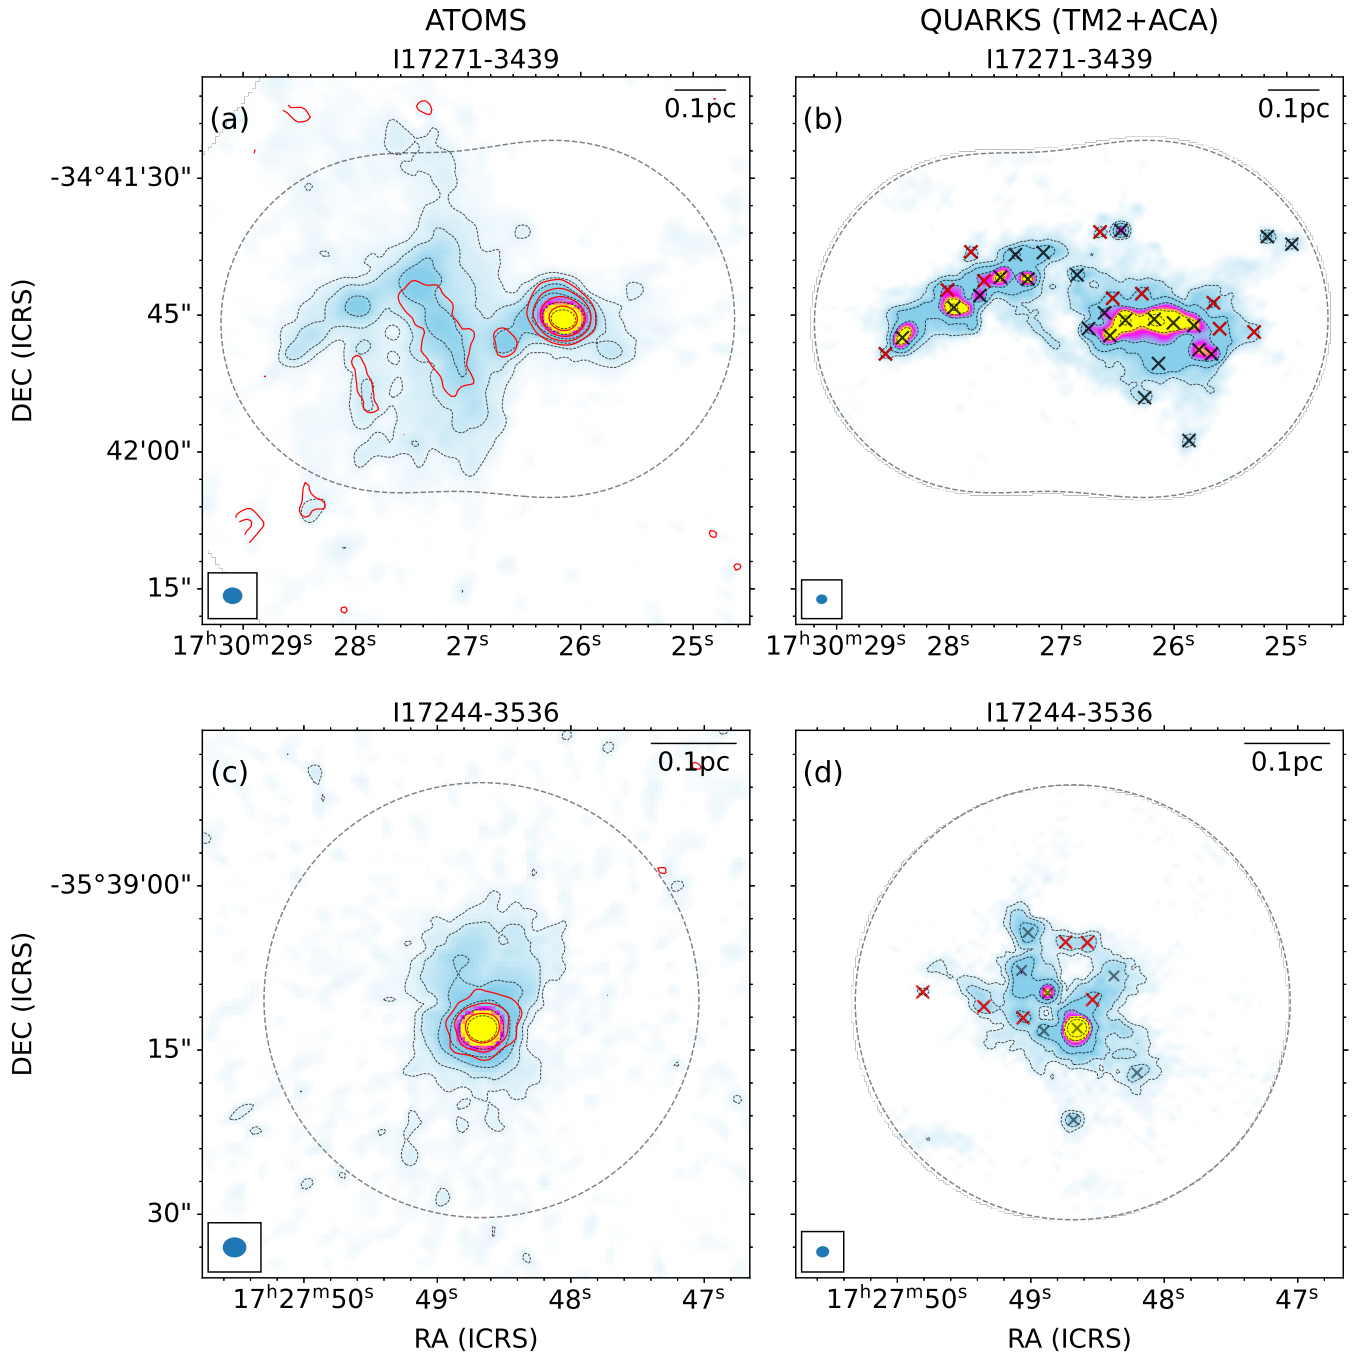 ATOMS
QUARKS (TM2+ACA)
I17271-3439
I17271-3439
(a)
0.1pc
(b)
0.1pc
-34°41'30"
45"
42'00"
15"
DEC (ICRS)
17ʰ30ᵐ29ˢ 28ˢ 27ˢ 26ˢ 25ˢ
17ʰ30ᵐ29ˢ 28ˢ 27ˢ 26ˢ 25ˢ
I17244-3536
I17244-3536
(c)
0.1pc
(d)
0.1pc
-35°39'00"
15"
30"
DEC (ICRS)
17ʰ27ᵐ50ˢ 49ˢ 48ˢ 47ˢ
17ʰ27ᵐ50ˢ 49ˢ 48ˢ 47ˢ
RA (ICRS)
RA (ICRS)